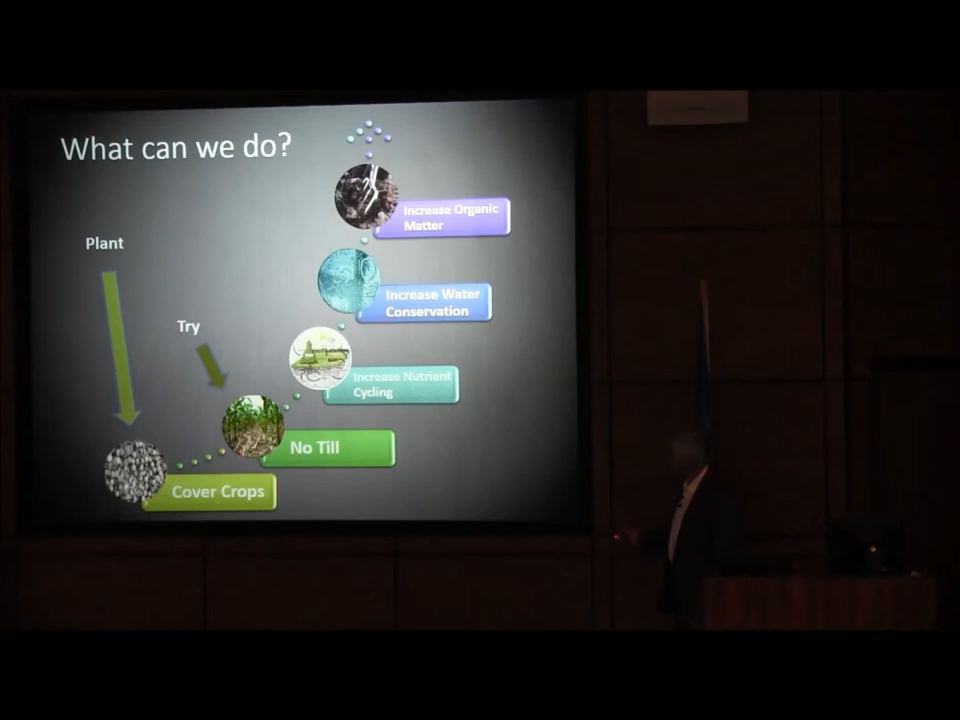 What can we do?
Increase Organic
Matter
Plant
Increase Water
Conservation
Try
Increase Nutrient
Cycling
No Till
Cover Crops